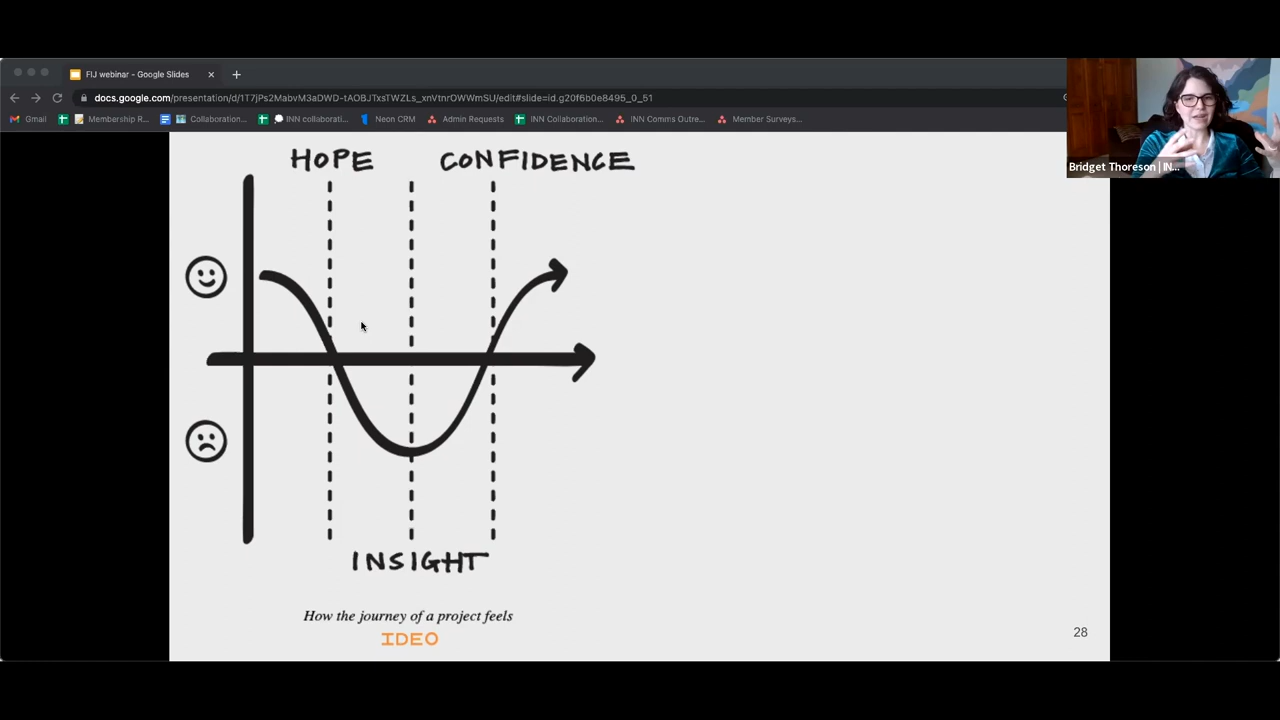 FIJ webinar - Google Slides
docs.google.com/presentation/d/1T7jPs2MabvM3aDWD-tAOBJTxsTWZLs_xnVtnrOWWmSU/edit#slide=id.g20f6b0e8495_0_51
Gmail Membership R... Collaboration... INN collaborati... Neon CRM Admin Requests INN Collaboration... INN Comms Outre... Member Surveys...
Bridget Thoreson | IN...
HOPE CONFIDENCE
INSIGHT
How the journey of a project feels
IDEO
28